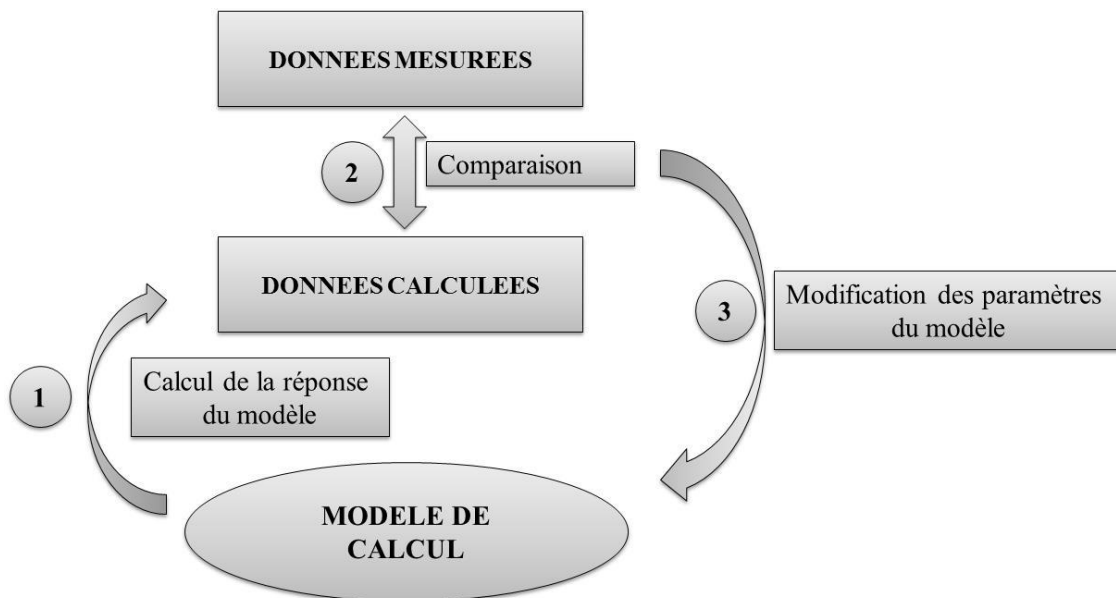 DONNEES MESUREES
2
Comparaison
DONNEES CALCULEES
3
Modification des paramètres
du modèle
1
Calcul de la réponse
du modèle
MODELE DE
CALCUL